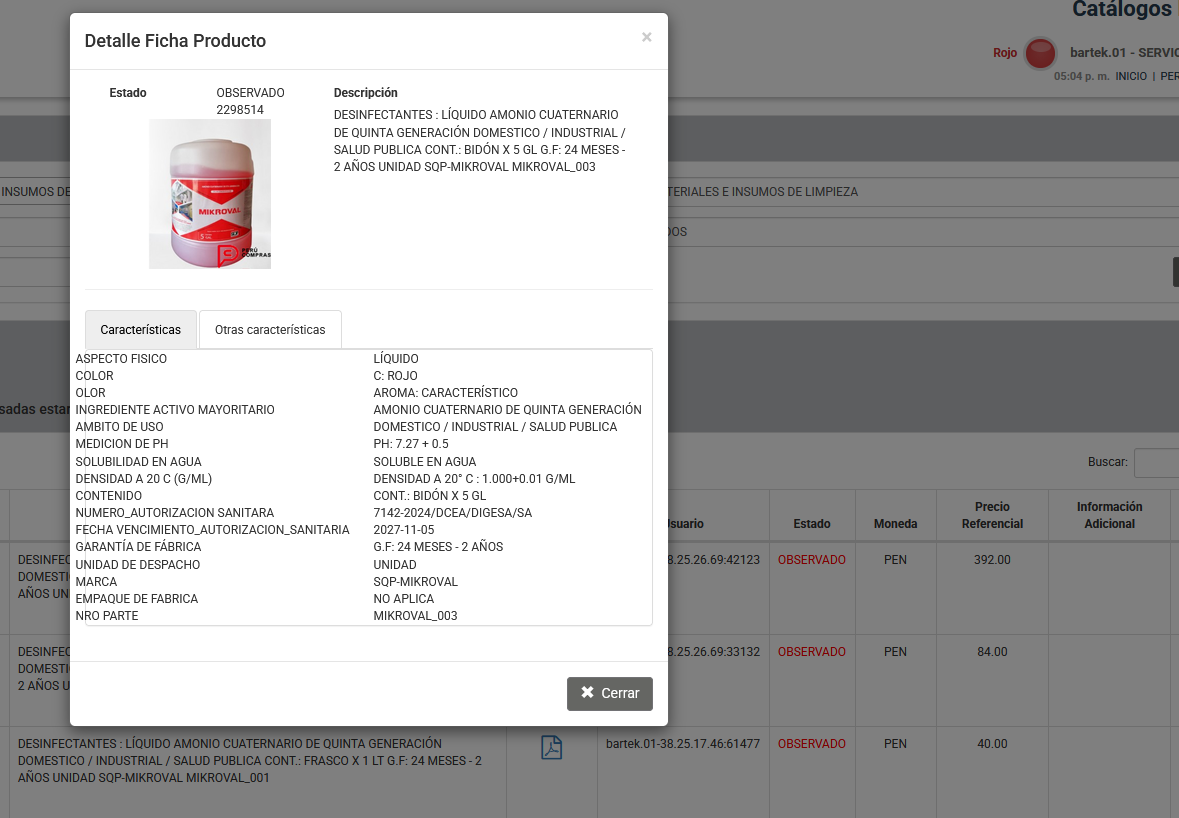 Catálogos
Rojo
bartek.01 - SERVIC
05:04 p. m. INICIO | PER
Detalle Ficha Producto
×
Estado
OBSERVADO
2298514
Descripción
DESINFECTANTES : LÍQUIDO AMONIO CUATERNARIO
DE QUINTA GENERACIÓN DOMESTICO / INDUSTRIAL /
SALUD PUBLICA CONT.: BIDÓN X 5 GL G.F: 24 MESES -
2 AÑOS UNIDAD SQP-MIKROVAL MIKROVAL_003
MIKROVAL
PERÚ
COMPRAS
INSUMOS DE
TERIALES E INSUMOS DE LIMPIEZA
DOS
Características
Otras características
ASPECTO FISICO LÍQUIDO
COLOR C: ROJO
OLOR AROMA: CARACTERÍSTICO
INGREDIENTE ACTIVO MAYORITARIO AMONIO CUATERNARIO DE QUINTA GENERACIÓN
AMBITO DE USO DOMESTICO / INDUSTRIAL / SALUD PUBLICA
MEDICION DE PH PH: 7.27 + 0.5
SOLUBILIDAD EN AGUA SOLUBLE EN AGUA
DENSIDAD A 20 C (G/ML) DENSIDAD A 20° C : 1.000+0.01 G/ML
CONTENIDO CONT.: BIDÓN X 5 GL
NUMERO_AUTORIZACION SANITARA 7142-2024/DCEA/DIGESA/SA
FECHA VENCIMIENTO_AUTORIZACION_SANITARIA 2027-11-05
GARANTÍA DE FÁBRICA G.F: 24 MESES - 2 AÑOS
UNIDAD DE DESPACHO UNIDAD
MARCA SQP-MIKROVAL
EMPAQUE DE FABRICA NO APLICA
NRO PARTE MIKROVAL_003
Cerrar
sadas estar
Buscar:
Usuario
Estado
Moneda
Precio
Referencial
Información
Adicional
DESINFEC
DOMESTI
AÑOS UN
8.25.26.69:42123 OBSERVADO PEN 392.00
DESINFEC
DOMESTI
2 AÑOS U
8.25.26.69:33132 OBSERVADO PEN 84.00
DESINFECTANTES : LÍQUIDO AMONIO CUATERNARIO DE QUINTA GENERACIÓN
DOMESTICO / INDUSTRIAL / SALUD PUBLICA CONT.: FRASCO X 1 LT G.F: 24 MESES - 2
AÑOS UNIDAD SQP-MIKROVAL MIKROVAL_001
bartek.01-38.25.17.46:61477 OBSERVADO PEN 40.00